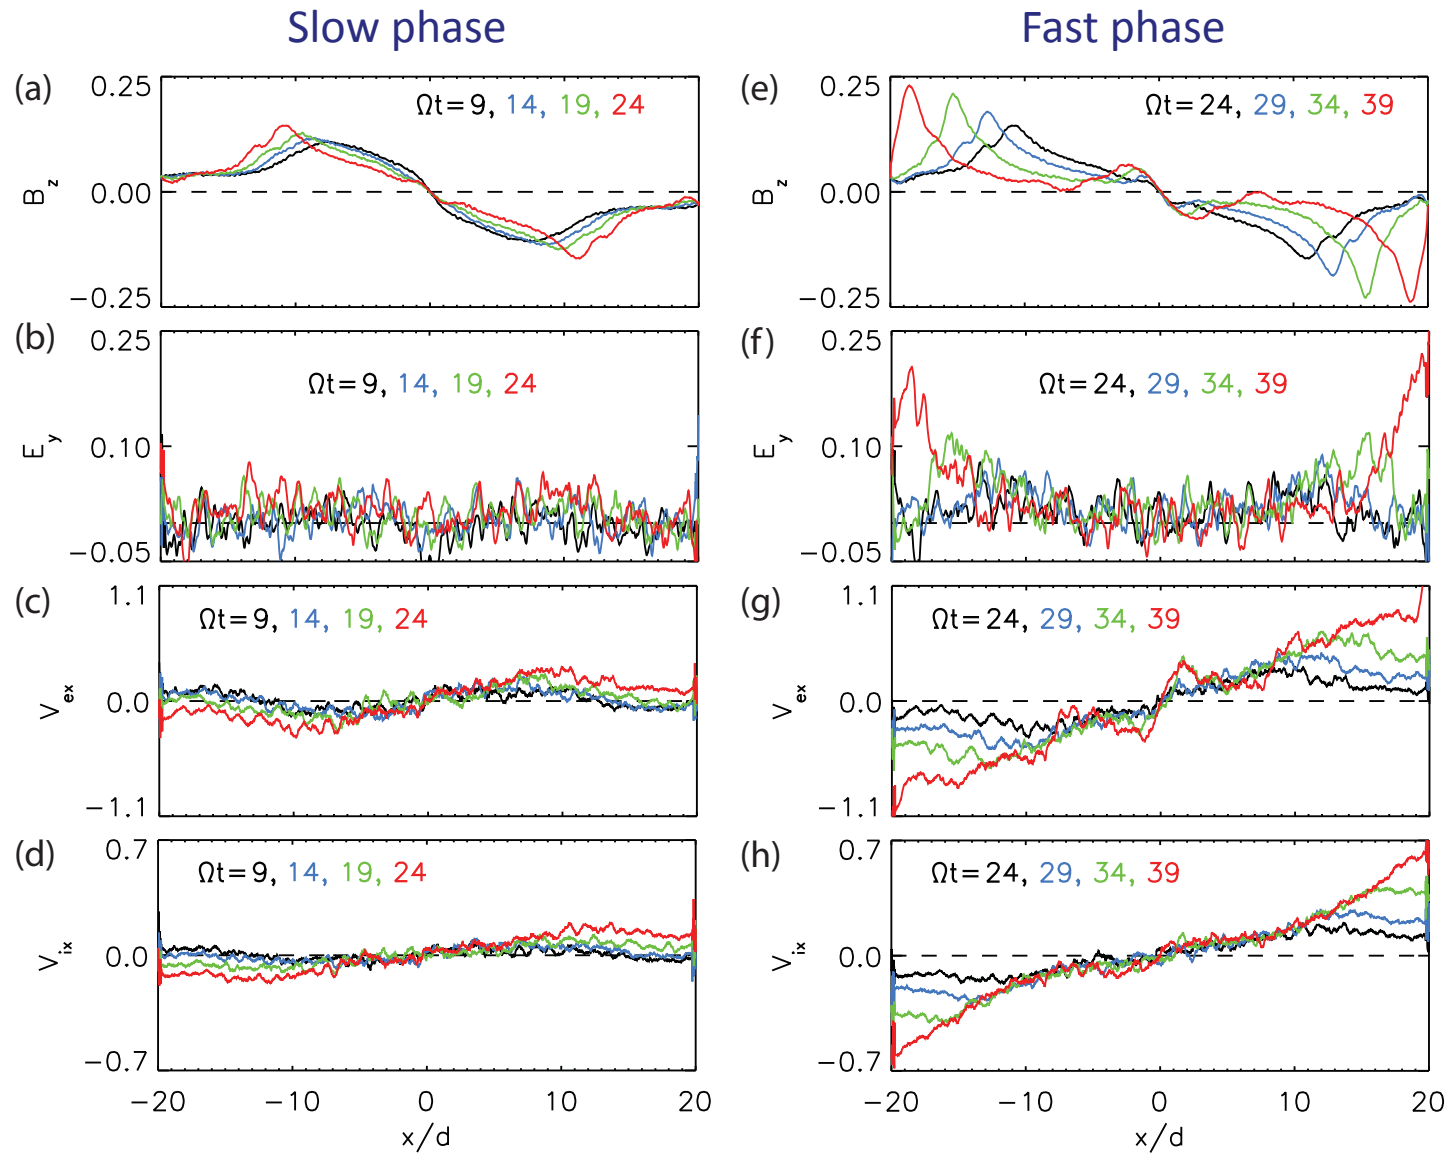 Slow phase
Fast phase
(a)
0.25
0.00
−0.25
B_z
Ωt=9, 14, 19, 24
(e)
0.25
0.00
−0.25
B_z
Ωt=24, 29, 34, 39
(b)
0.25
0.10
−0.05
E_y
Ωt=9, 14, 19, 24
(f)
0.25
0.10
−0.05
E_y
Ωt=24, 29, 34, 39
(c)
1.1
0.0
−1.1
V_ex
Ωt=9, 14, 19, 24
(g)
1.1
0.0
−1.1
V_ex
Ωt=24, 29, 34, 39
(d)
0.7
0.0
−0.7
V_ix
Ωt=9, 14, 19, 24
−20 −10 0 10 20
x/d
(h)
0.7
0.0
−0.7
V_ix
Ωt=24, 29, 34, 39
−20 −10 0 10 20
x/d